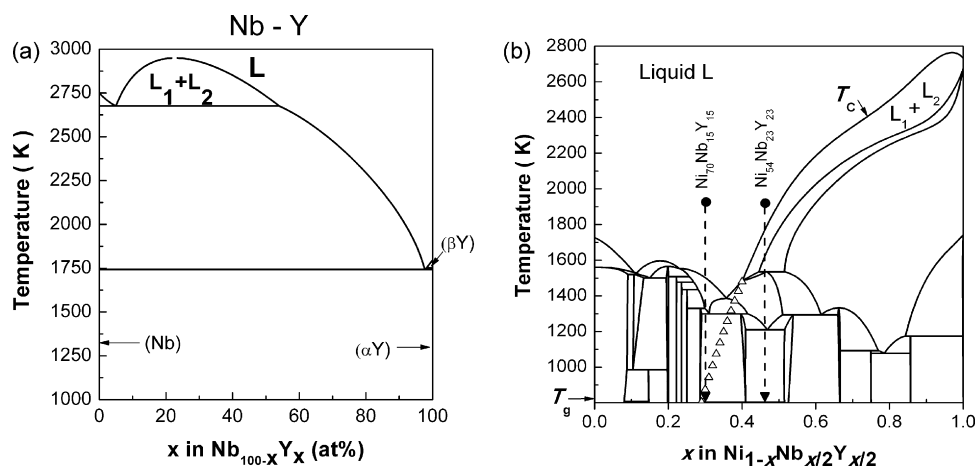 Nb - Y
(a)
3000
2750
2500
2250
2000
1750
1500
1250
1000
Temperature ( K )
L
L₁+L₂
(βY)
(Nb)
(αY)
0
20
40
60
80
100
x in Nb₁₀₀₋ₓYₓ (at%)
(b)
2800
2600
2400
2200
2000
1800
1600
1400
1200
1000
T_g
Temperature (K)
Liquid L
T_c
L₁ + L₂
Ni₇₀Nb₁₅Y₁₅
Ni₅₄Nb₂₃Y₂₃
0.0
0.2
0.4
0.6
0.8
1.0
x in Ni₁₋ₓNbₓ/₂Yₓ/₂